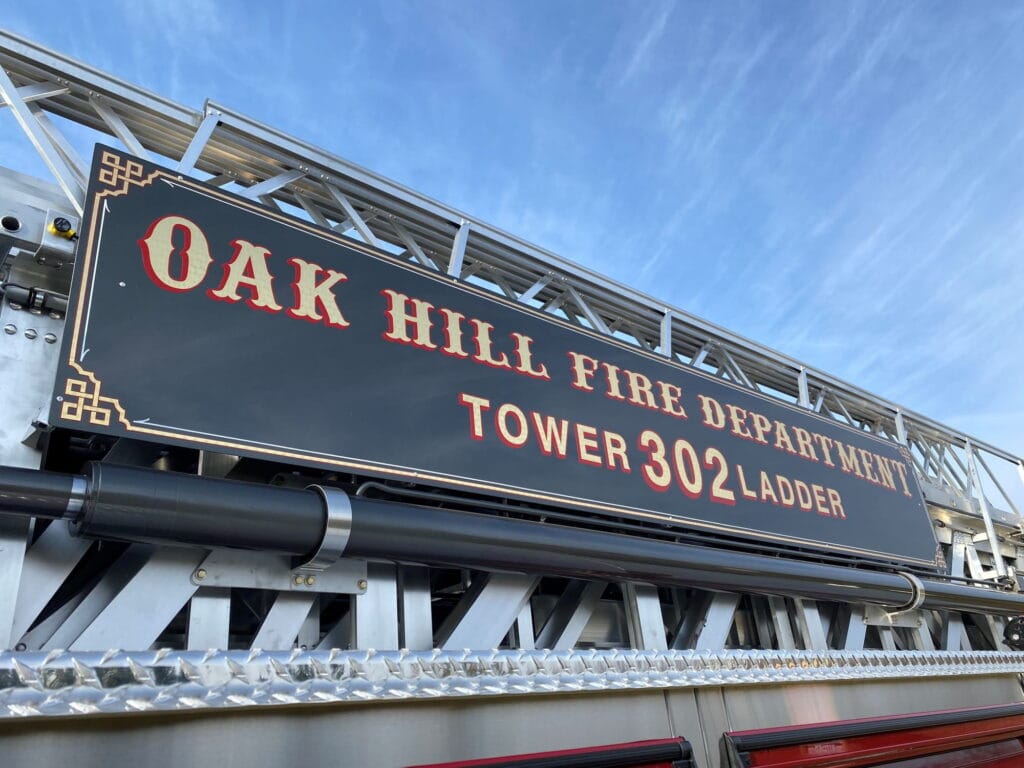 OAK HILL FIRE DEPARTMENT
TOWER 302 LADDER